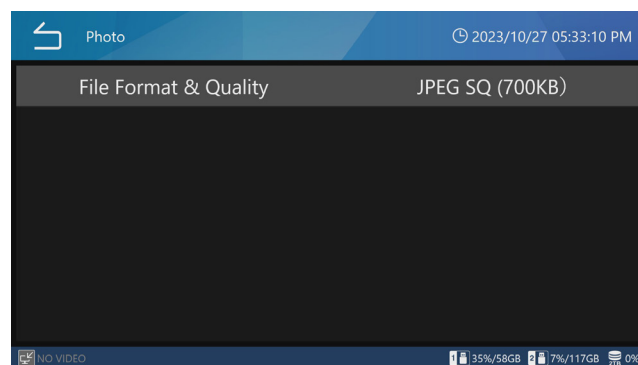 Photo 2023/10/27 05:33:10 PM
File Format & Quality JPEG SQ (700KB)
NO VIDEO 1 35%/58GB 2 7%/117GB 2TB 0%